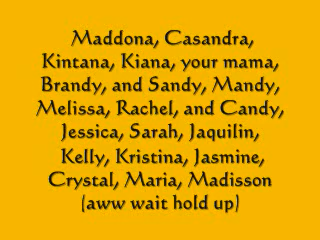 Maddona, Casandra,
Kintana, Kiana, your mama,
Brandy, and Sandy, Mandy,
Melissa, Rachel, and Candy,
Jessica, Sarah, Jaquilin,
Kelly, Kristina, Jasmine,
Crystal, Maria, Madisson
(aww wait hold up)